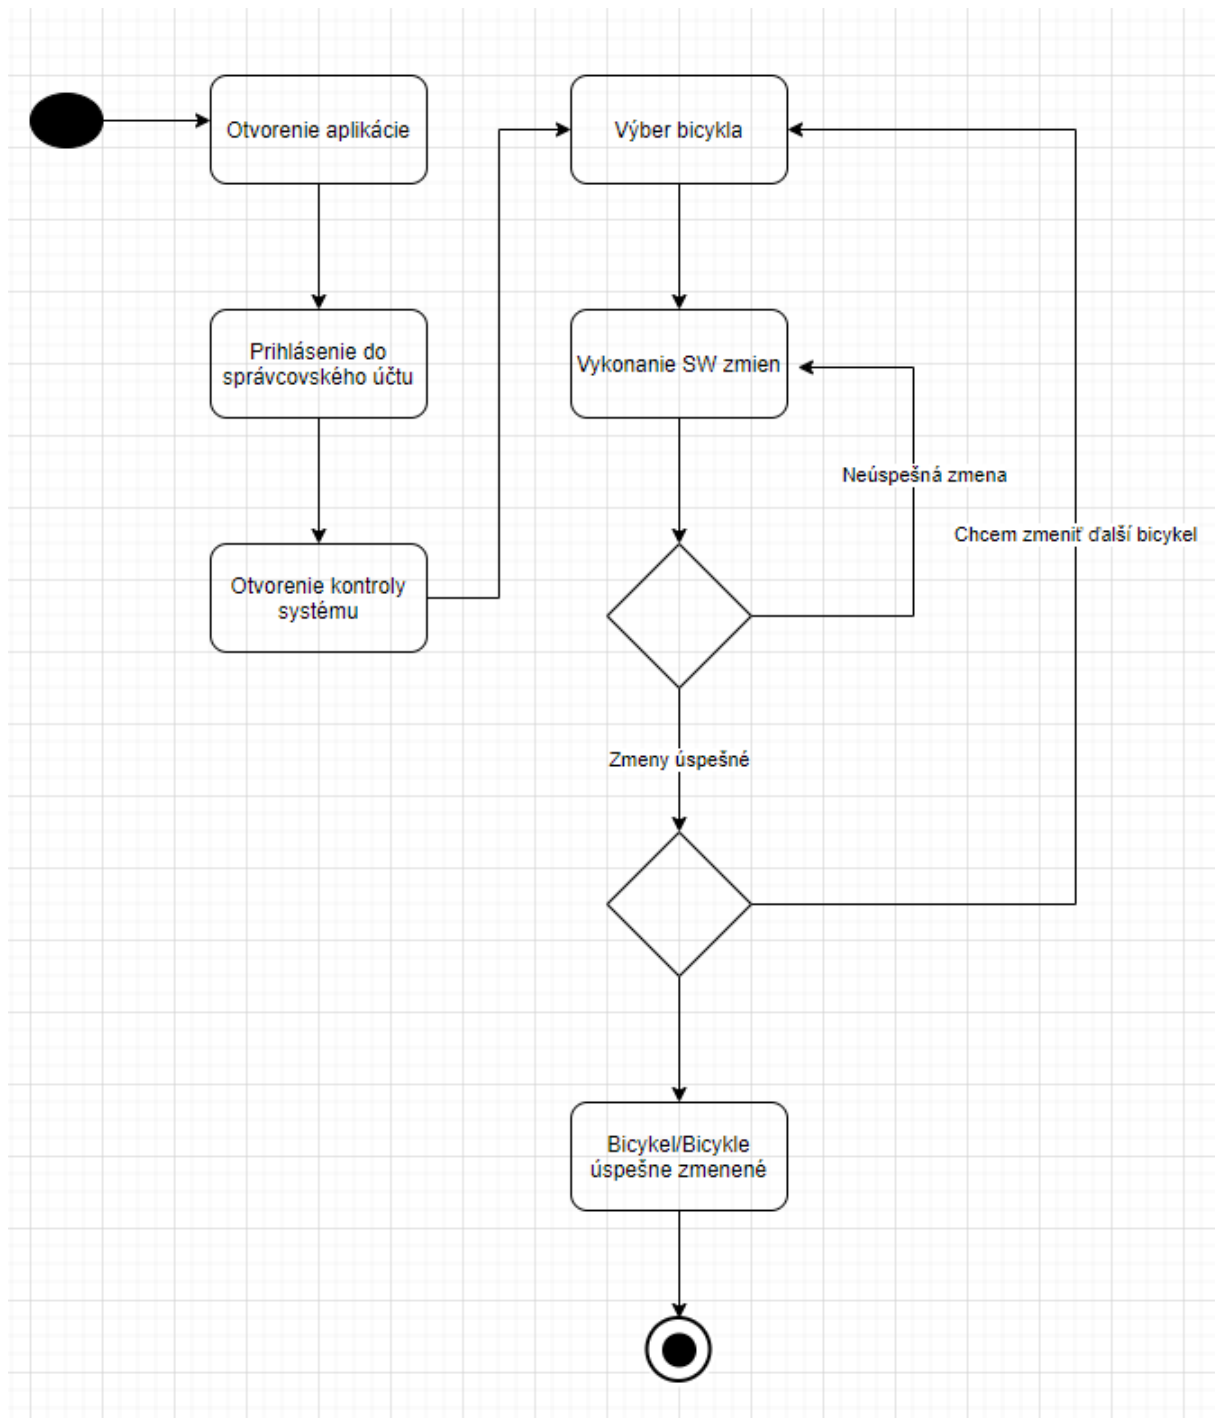 Otvorenie aplikácie
Prihlásenie do
správcovského účtu
Otvorenie kontroly
systému
Výber bicykla
Vykonanie SW zmien
Neúspešná zmena
Chcem zmeniť ďalší bicykel
Zmeny úspešné
Bicykel/Bicykle
úspešne zmenené